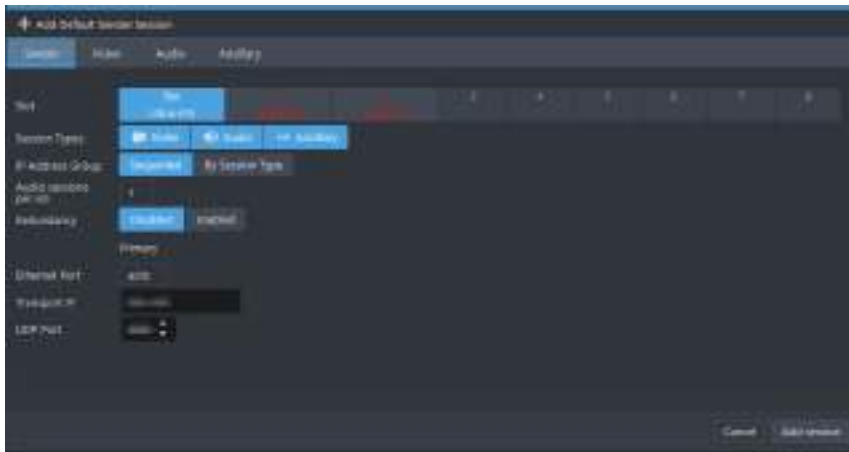 Add Default Sender Session
Sender Video Audio Ancillary
Slot
3 4 5 6 7 8
Session Types Video Audio Ancillary
IP Address Group Sequential By Session Type
Audio sessions
per slot
Redundancy Disabled Enabled
Primary
Ethernet Port
Transport IP
UDP Port
Cancel Add session